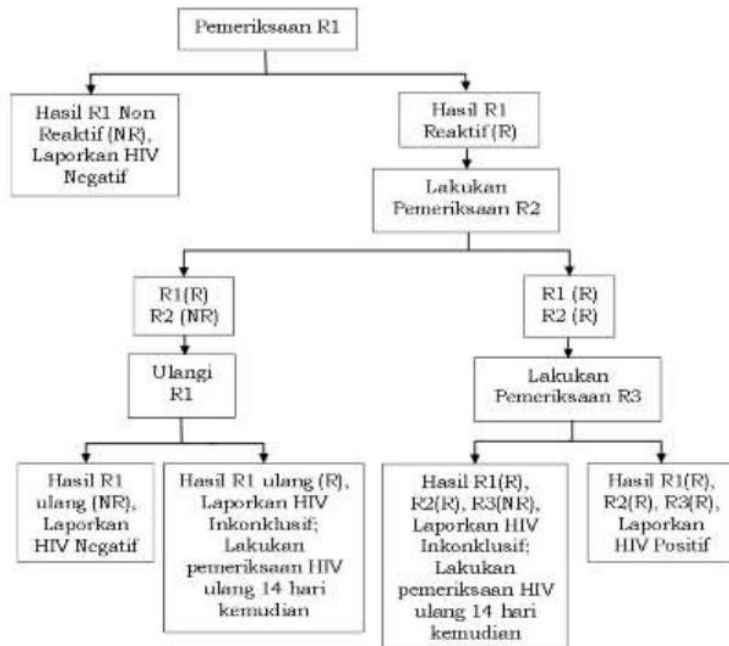 Pemeriksaan R1
Hasil R1 Non
Reaktif (NR),
Laporkan HIV
Negatif
Hasil R1
Reaktif (R)
Lakukan
Pemeriksaan R2
R1(R)
R2 (NR)
R1 (R)
R2 (R)
Ulangi
R1
Lakukan
Pemeriksaan R3
Hasil R1
ulang (NR),
Laporkan
HIV Negatif
Hasil R1 ulang (R),
Laporkan HIV
Inkonklusif;
Lakukan
pemeriksaan HIV
ulang 14 hari
kemudian
Hasil R1(R),
R2(R), R3(NR),
Laporkan HIV
Inkonklusif;
Lakukan
pemeriksaan HIV
ulang 14 hari
kemudian
Hasil R1(R),
R2(R), R3(R),
Laporkan
HIV Positif